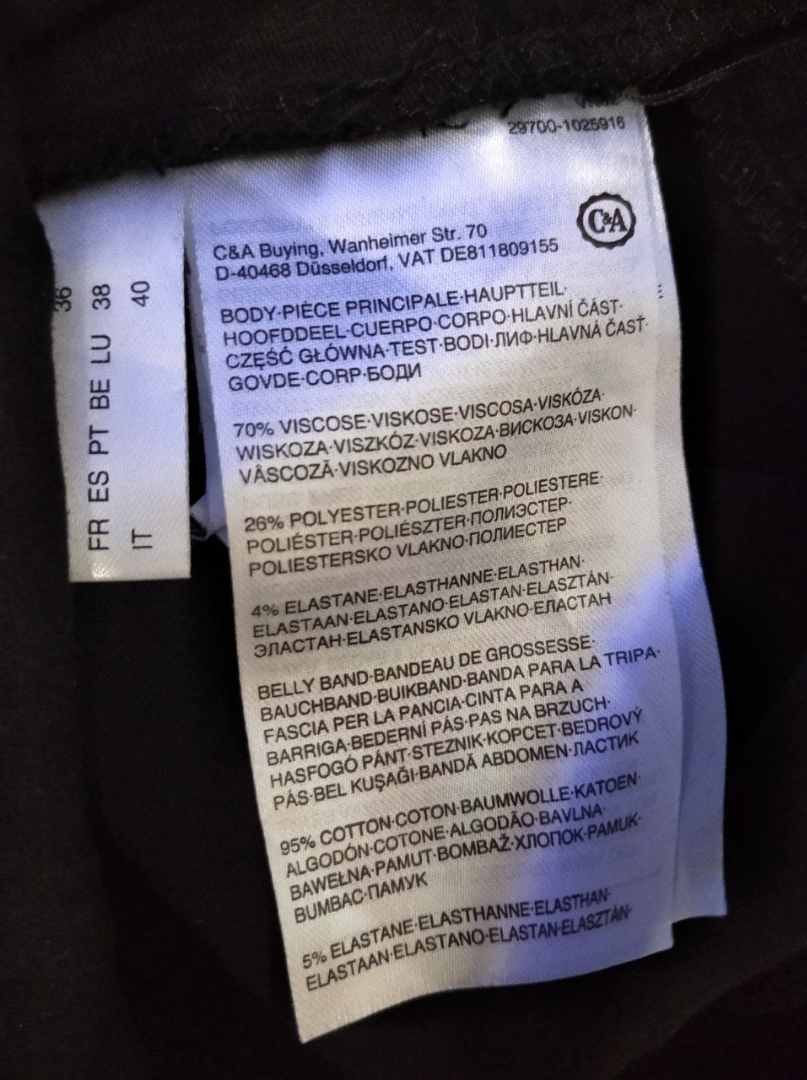 29700-1025916
C&A
C&A Buying, Wanheimer Str. 70
D-40468 Düsseldorf, VAT DE811809155
BODY·PIÈCE PRINCIPALE·HAUPTTEIL·
HOOFDDEEL·CUERPO·CORPO·HLAVNÍ ČÁST·
CZĘŚĆ GŁÓWNA·TEST·BODI·ЛИФ·HLAVNÁ ČASŤ·
GOVDE·CORP·БОДИ
70% VISCOSE·VISKOSE·VISCOSA·VISKÓZA·
WISKOZA·VISZKÓZ·VISKOZA·ВИСКОЗА·VISKON·
VÂSCOZĂ·VISKOZNO VLAKNO
26% POLYESTER·POLIESTER·POLIESTERE·
POLIÉSTER·POLIÉSZTER·ПОЛИЭСТЕР·
POLIESTERSKO VLAKNO·ПОЛИЕСТЕР
4% ELASTANE·ELASTHANNE·ELASTHAN·
ELASTAAN·ELASTANO·ELASTAN·ELASZTÁN·
ЭЛАСТАН·ELASTANSKO VLAKNO·ЕЛАСТАН
BELLY BAND·BANDEAU DE GROSSESSE·
BAUCHBAND·BUIKBAND·BANDA PARA LA TRIPA·
FASCIA PER LA PANCIA·CINTA PARA A
BARRIGA·BEDERNÍ PÁS·PAS NA BRZUCH·
HASFOGÓ PÁNT·STEZNIK·КОРСЕТ·BEDROVÝ
PÁS·BEL KUŞAĞI·BANDĂ ABDOMEN·ЛАСТИК
95% COTTON·COTON·BAUMWOLLE·KATOEN·
ALGODÓN·COTONE·ALGODÃO·BAVLNA·
BAWEŁNA·PAMUT·BOMBAŽ·ХЛОПОК·PAMUK·
BUMBAC·ПАМУК
5% ELASTANE·ELASTHANNE·ELASTHAN·
ELASTAAN·ELASTANO·ELASTAN·ELASZTÁN·
36
FR ES PT BE LU 38
IT 40